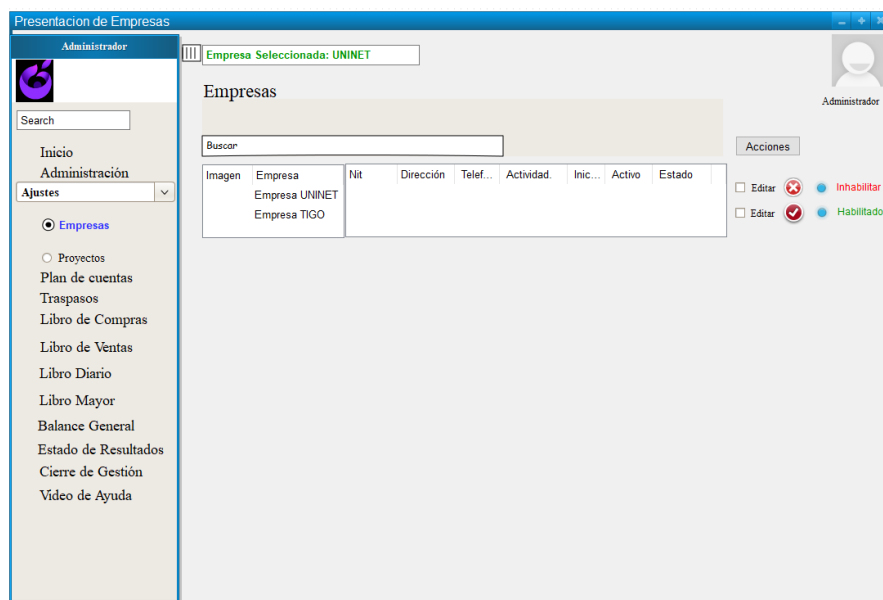 Presentacion de Empresas
Administrador
Search
Inicio
Administración
Ajustes
Empresas
Proyectos
Plan de cuentas
Traspasos
Libro de Compras
Libro de Ventas
Libro Diario
Libro Mayor
Balance General
Estado de Resultados
Cierre de Gestión
Video de Ayuda
Empresa Seleccionada: UNINET
Administrador
Empresas
Buscar
Acciones
Imagen Empresa Nit Dirección Telef... Actividad. Inic... Activo Estado
Empresa UNINET
Editar Inhabilitar
Empresa TIGO
Editar Habilitado